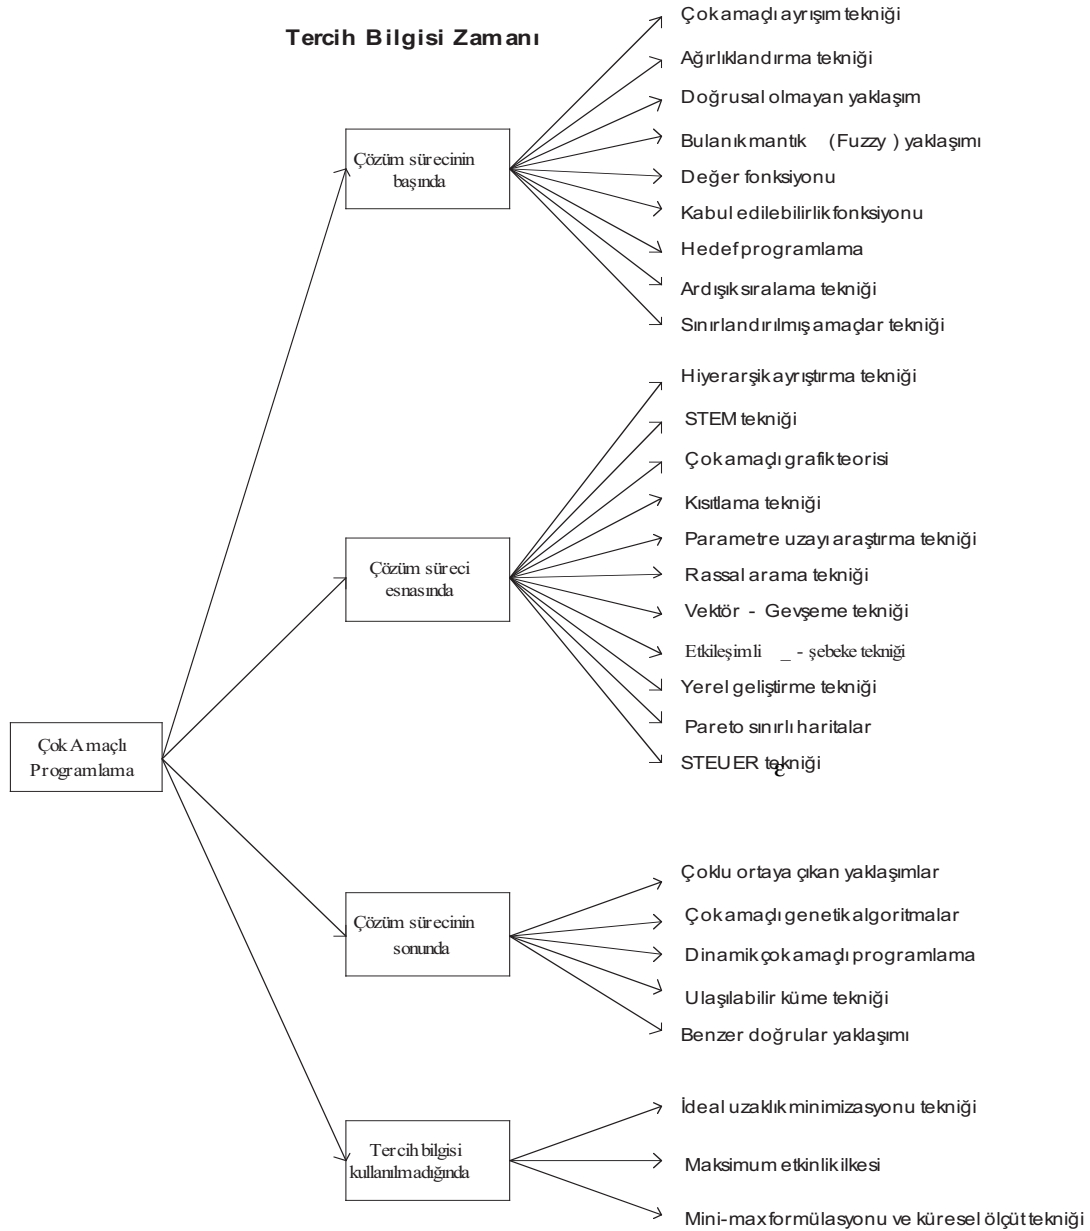 Tercih Bilgisi Zamanı
Çok Amaçlı
Programlama
Çözüm sürecinin
başında
Çok amaçlı ayrışım tekniği
Ağırlıklandırma tekniği
Doğrusal olmayan yaklaşım
Bulanık mantık (Fuzzy ) yaklaşımı
Değer fonksiyonu
Kabul edilebilirlik fonksiyonu
Hedef programlama
Ardışık sıralama tekniği
Sınırlandırılmış amaçlar tekniği
Çözüm süreci
esnasında
Hiyerarşik ayrıştırma tekniği
STEM tekniği
Çok amaçlı grafik teorisi
Kısıtlama tekniği
Parametre uzayı araştırma tekniği
Rassal arama tekniği
Vektör - Gevşeme tekniği
Etkileşimli _ - şebeke tekniği
Yerel geliştirme tekniği
Pareto sınırlı haritalar
STEUER tekniği
ε
Çözüm sürecinin
sonunda
Çoklu ortaya çıkan yaklaşımlar
Çok amaçlı genetik algoritmalar
Dinamik çok amaçlı programlama
Ulaşılabilir küme tekniği
Benzer doğrular yaklaşımı
Tercih bilgisi
kullanılmadığında
İdeal uzaklık minimizasyonu tekniği
Maksimum etkinlik ilkesi
Mini-max formülasyonu ve küresel ölçüt tekniği